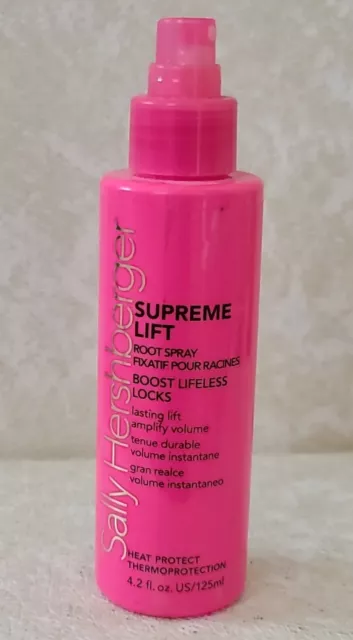 Sally Hershberger
SUPREME
LIFT
ROOT SPRAY
FIXATIF POUR RACINES
BOOST LIFELESS
LOCKS
lasting lift
amplify volume
tenue durable
volume instantane
gran realce
volume instantaneo
HEAT PROTECT
THERMOPROTECTION
4.2 fl. oz. US/125ml